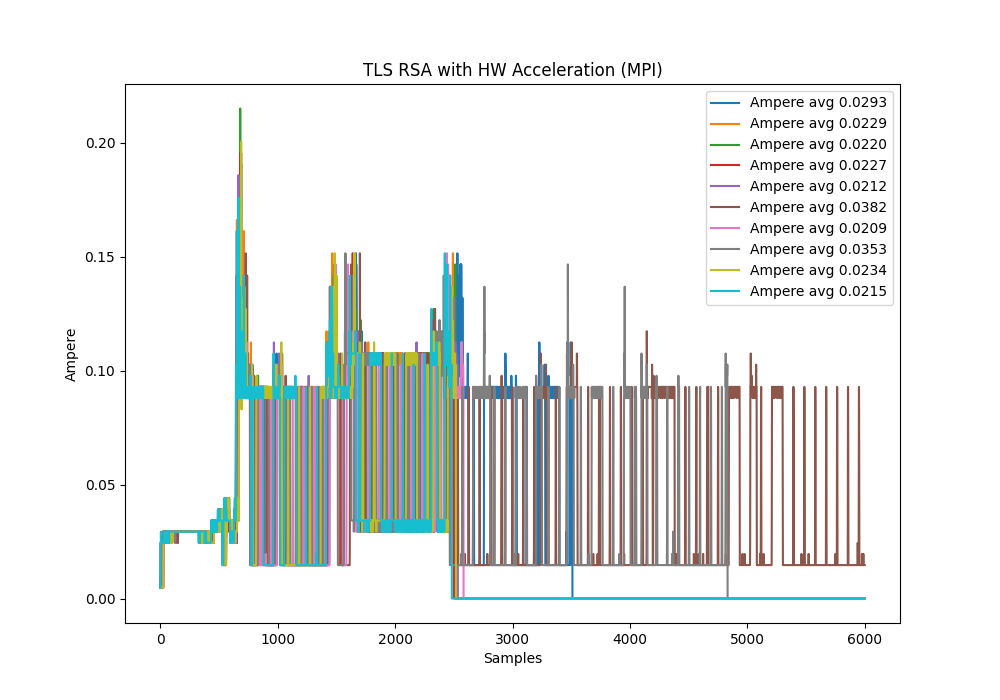 TLS RSA with HW Acceleration (MPI)
Ampere avg 0.0293
Ampere avg 0.0229
Ampere avg 0.0220
Ampere avg 0.0227
Ampere avg 0.0212
Ampere avg 0.0382
Ampere avg 0.0209
Ampere avg 0.0353
Ampere avg 0.0234
Ampere avg 0.0215
Ampere
0.20
0.15
0.10
0.05
0.00
0 1000 2000 3000 4000 5000 6000
Samples